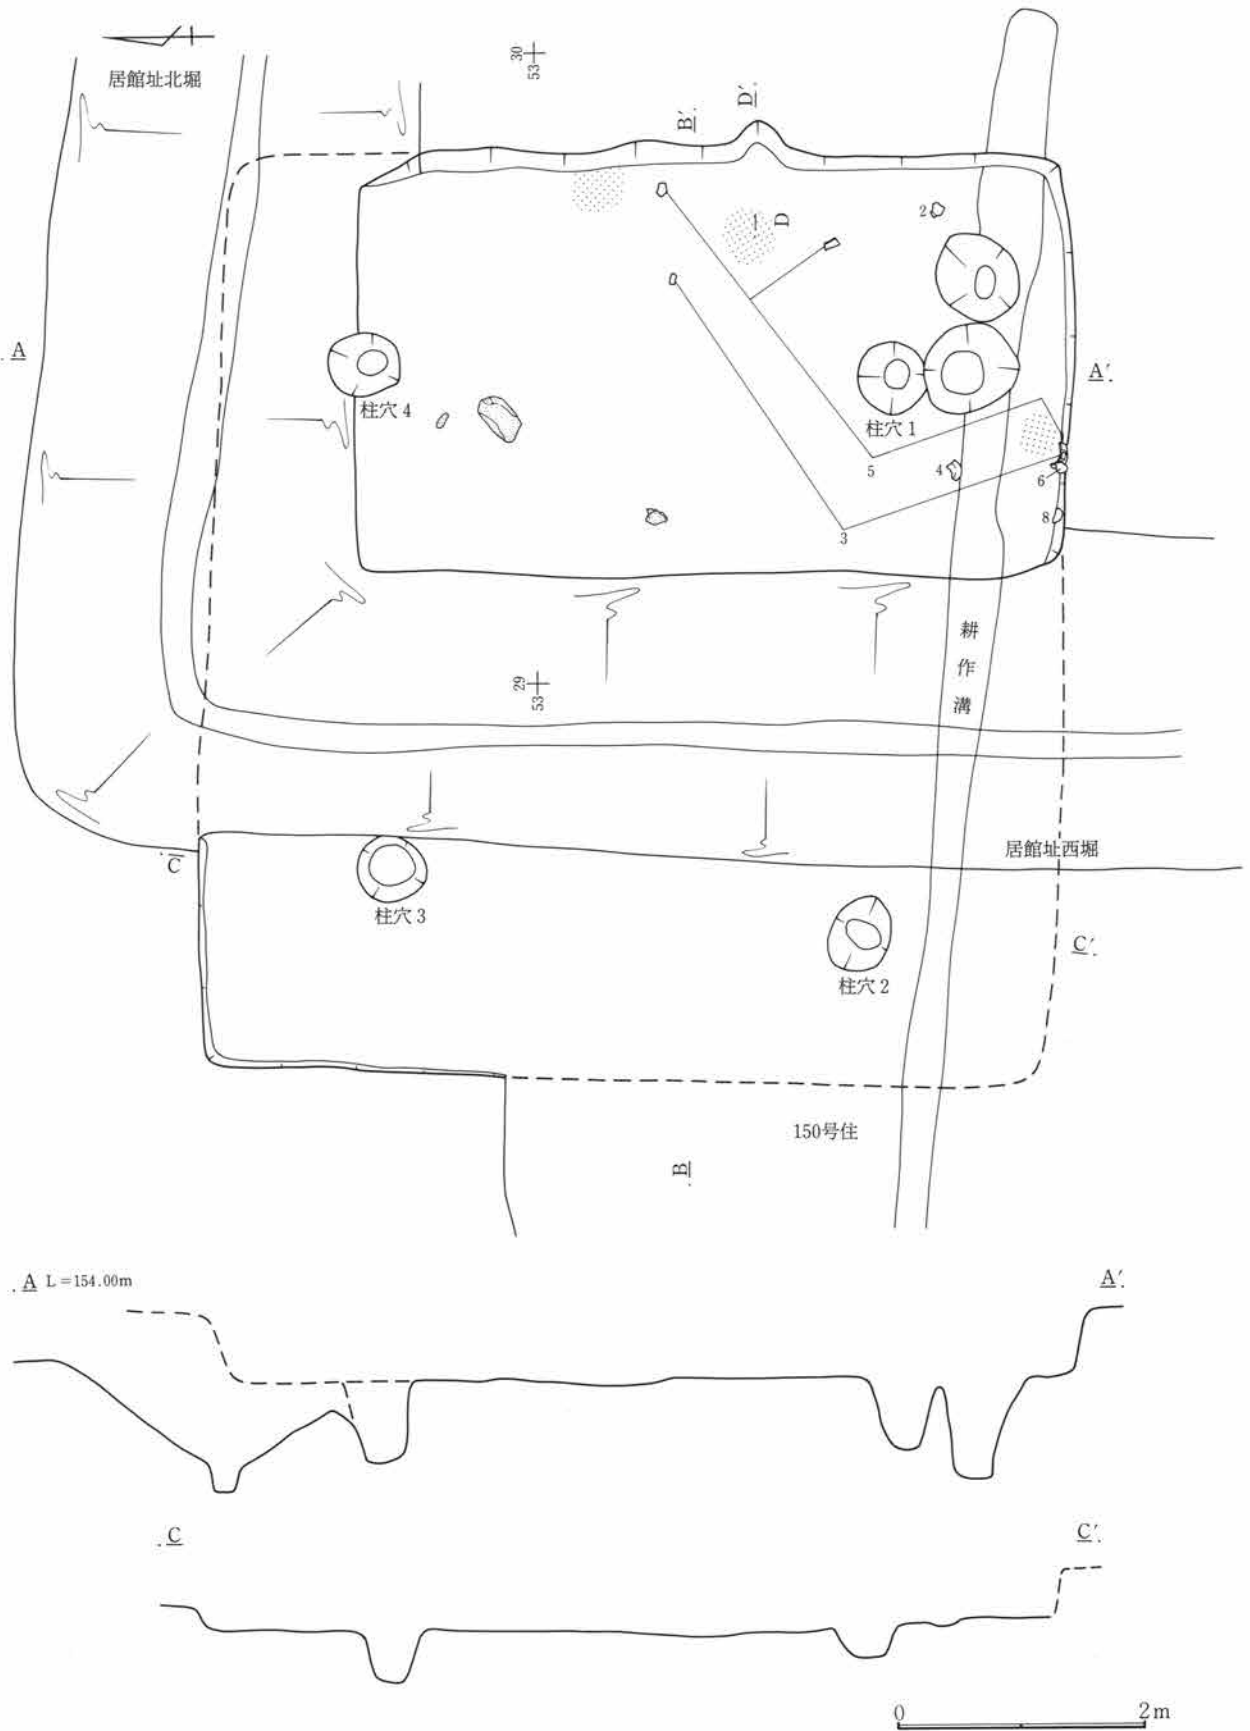 居館址北堀
30
53
B′.
D′.
2
D
. A
A′.
柱穴 4
柱穴 1
5
4
6
8
3
耕作溝
29
53
居館址西堀
. C
柱穴 3
C′.
柱穴 2
150号住
. B
. A L=154.00m
A′.
. C
C′.
0 2m